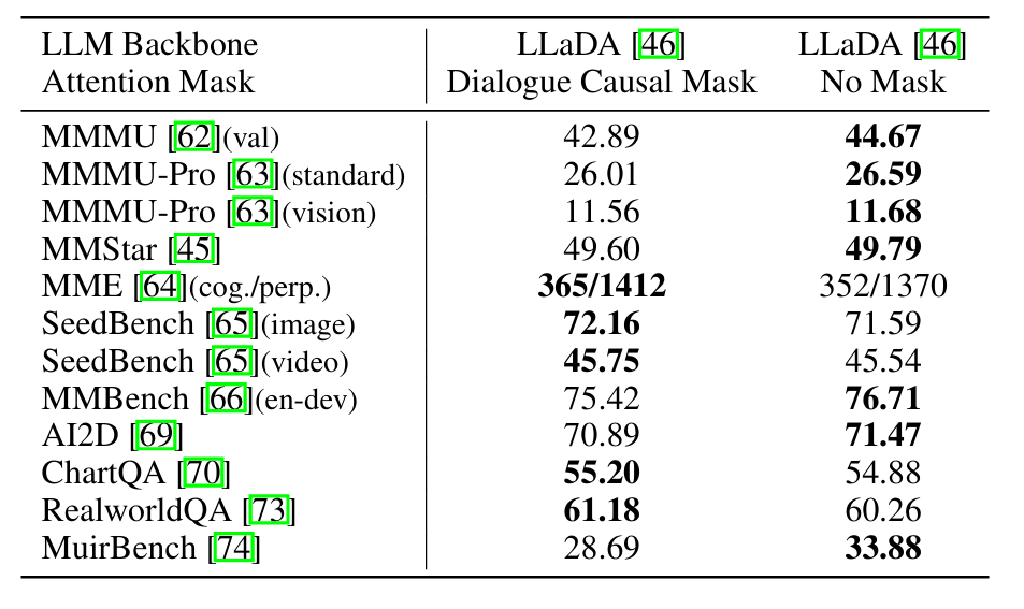 LLM Backbone LLaDA [46] LLaDA [46]
Attention Mask Dialogue Causal Mask No Mask
MMMU [62](val) 42.89 44.67
MMMU-Pro [63](standard) 26.01 26.59
MMMU-Pro [63](vision) 11.56 11.68
MMStar [45] 49.60 49.79
MME [64](cog./perp.) 365/1412 352/1370
SeedBench [65](image) 72.16 71.59
SeedBench [65](video) 45.75 45.54
MMBench [66](en-dev) 75.42 76.71
AI2D [69] 70.89 71.47
ChartQA [70] 55.20 54.88
RealworldQA [73] 61.18 60.26
MuirBench [74] 28.69 33.88